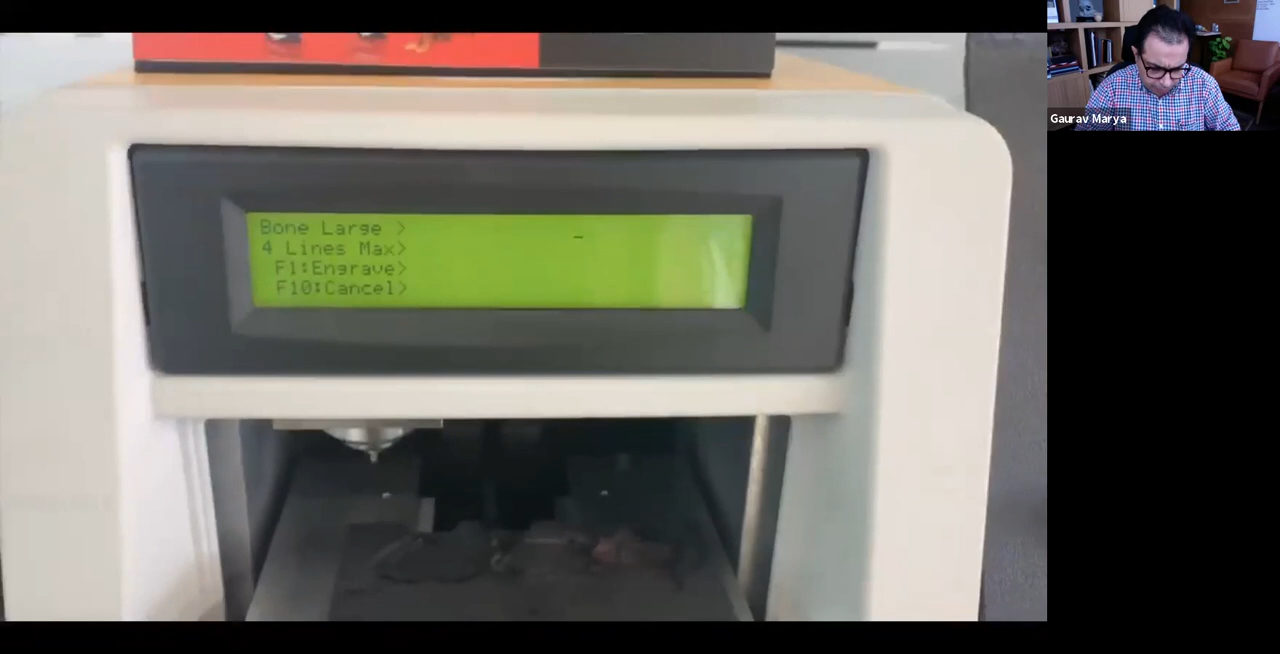 Bone Large >
4 Lines Max>
F1:Engrave>
F10:Cancel>
Gaurav Marya